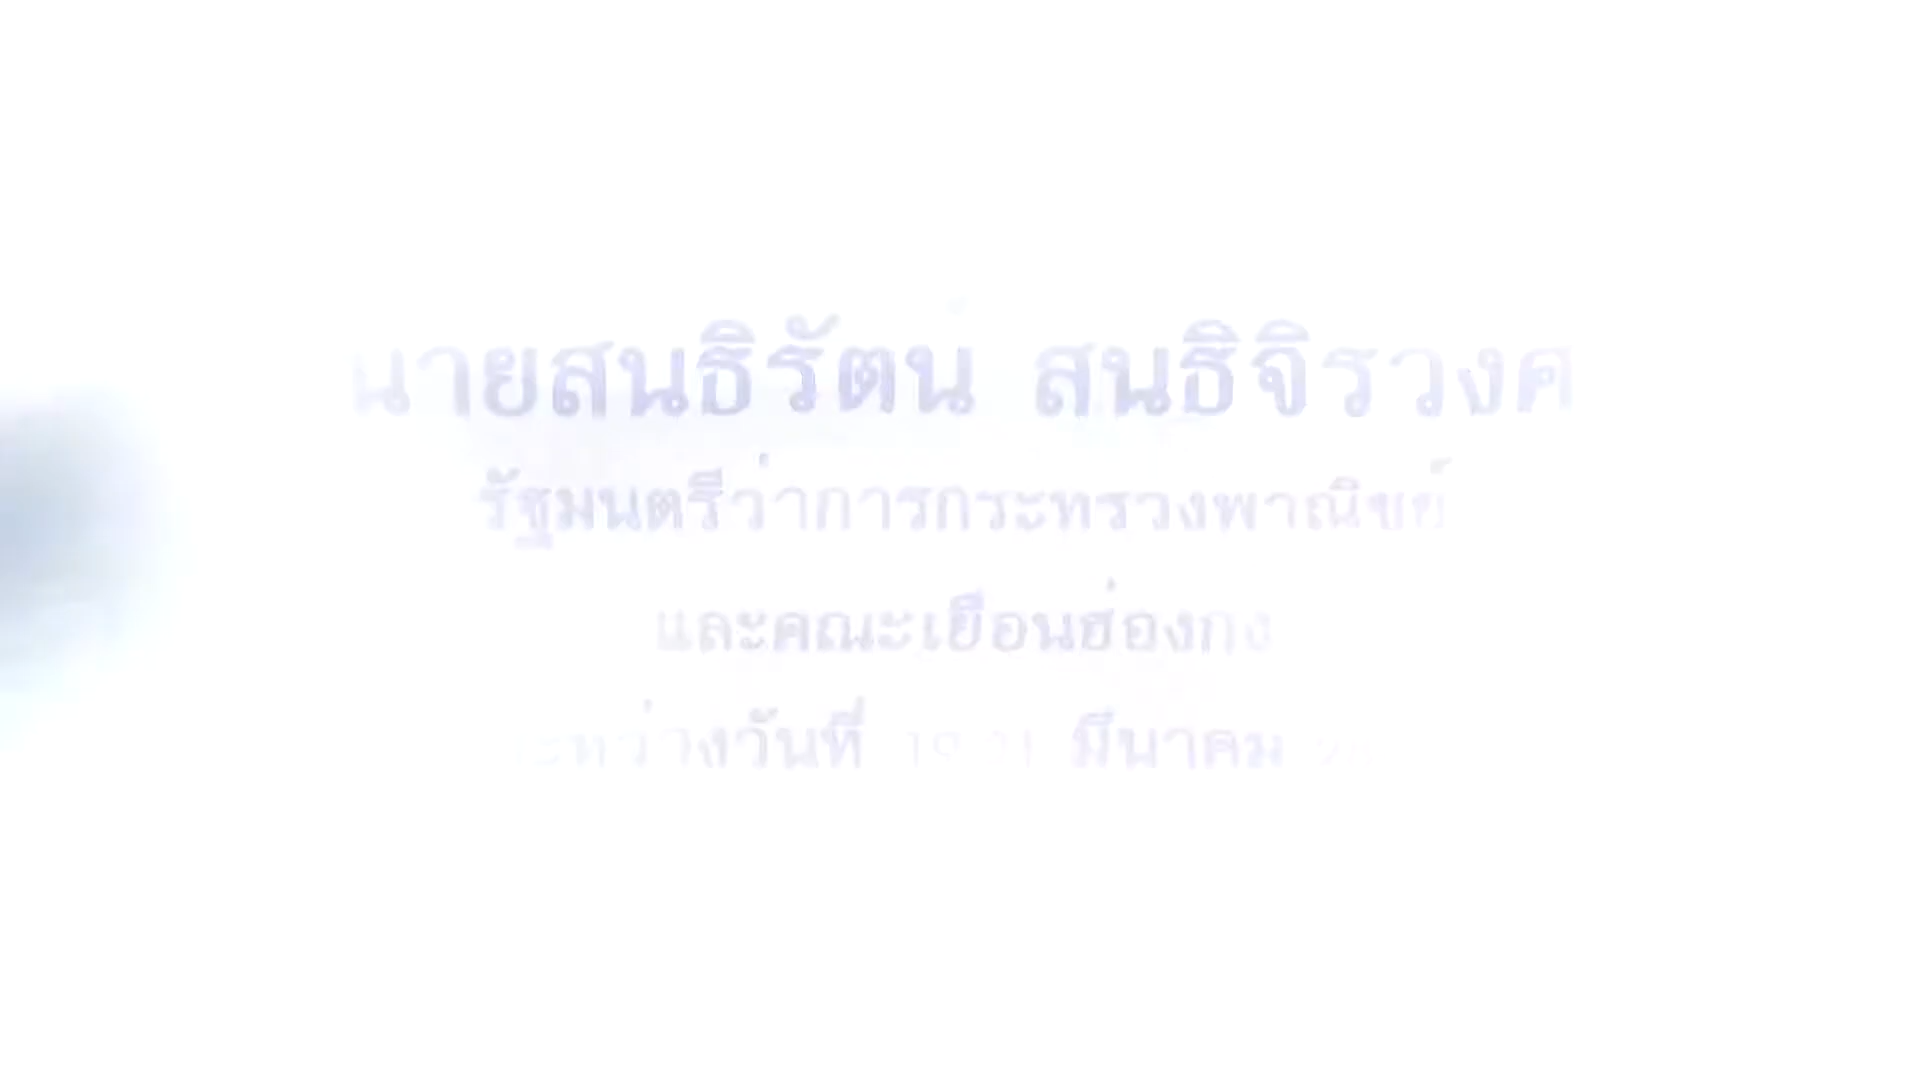 นายสนธิรัตน์ สนธิจิรวงศ์
รัฐมนตรีว่าการกระทรวงพาณิชย์
และคณะเยือนฮ่องกง
ระหว่างวันที่ 19-21 มีนาคม